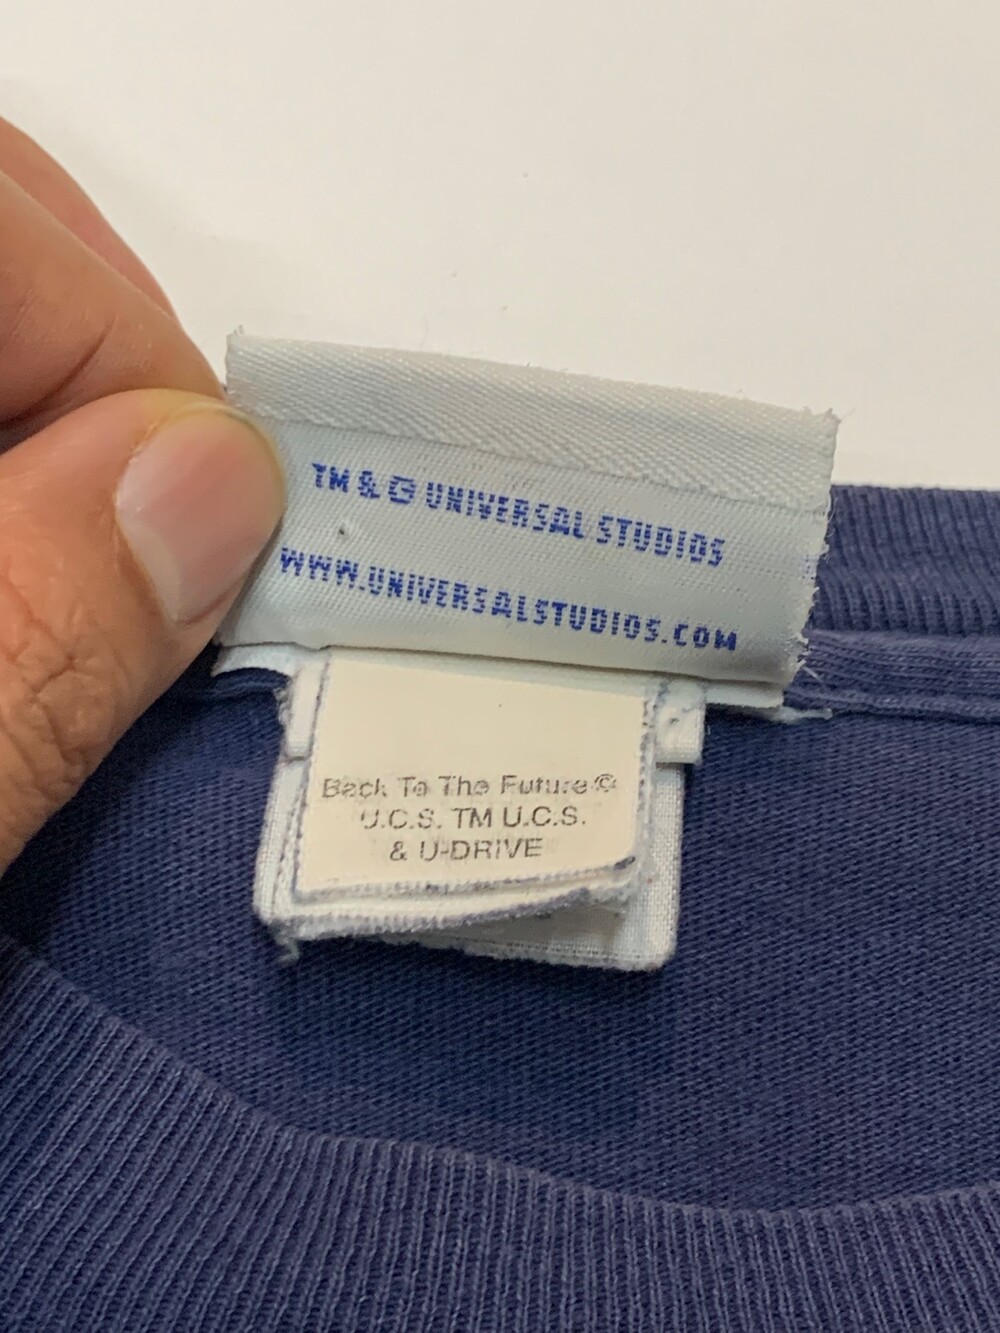 TM & © UNIVERSAL STUDIOS
WWW.UNIVERSALSTUDIOS.COM
Back To The Future ©
U.C.S. TM U.C.S.
& U-DRIVE